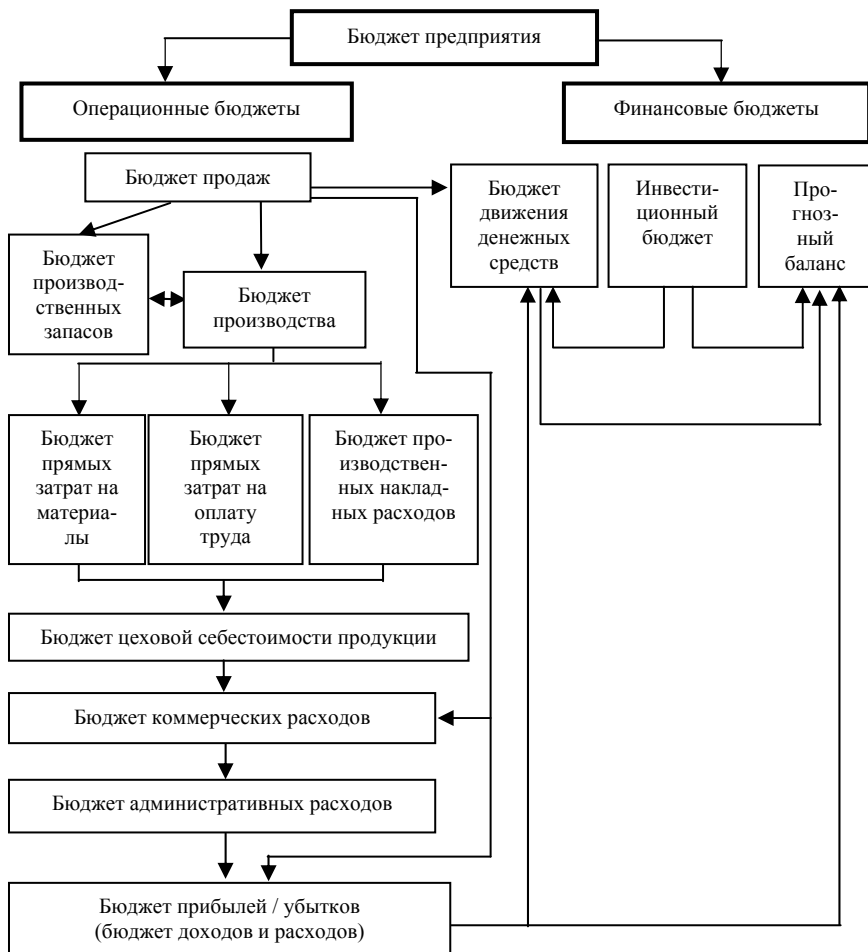 Бюджет предприятия
Операционные бюджеты
Финансовые бюджеты
Бюджет продаж
Бюджет
движения
денежных
средств
Инвести-
ционный
бюджет
Про-
гноз-
ный
баланс
Бюджет
производ-
ственных
запасов
Бюджет
производства
Бюджет
прямых
затрат на
материа-
лы
Бюджет
прямых
затрат на
оплату
труда
Бюджет про-
изводствен-
ных наклад-
ных расходов
Бюджет цеховой себестоимости продукции
Бюджет коммерческих расходов
Бюджет административных расходов
Бюджет прибылей / убытков
(бюджет доходов и расходов)